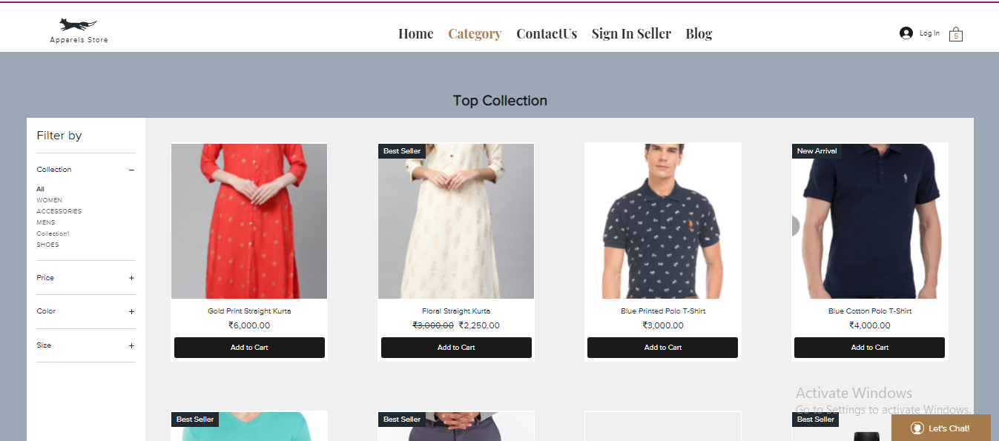 Apparels Store
Home Category ContactUs Sign In Seller Blog
Log In
5
Top Collection
Filter by
Collection −
All
WOMEN
ACCESSORIES
MENS
Collection1
SHOES
Price +
Color +
Size +
Gold Print Straight Kurta
₹6,000.00
Add to Cart
Best Seller
Floral Straight Kurta
₹3,000.00 ₹2,250.00
Add to Cart
Blue Printed Polo T-Shirt
₹3,000.00
Add to Cart
New Arrival
Blue Cotton Polo T-Shirt
₹4,000.00
Add to Cart
Best Seller
Best Seller
Best Seller
Activate Windows
Go to Settings to activate Windows.
Let's Chat!